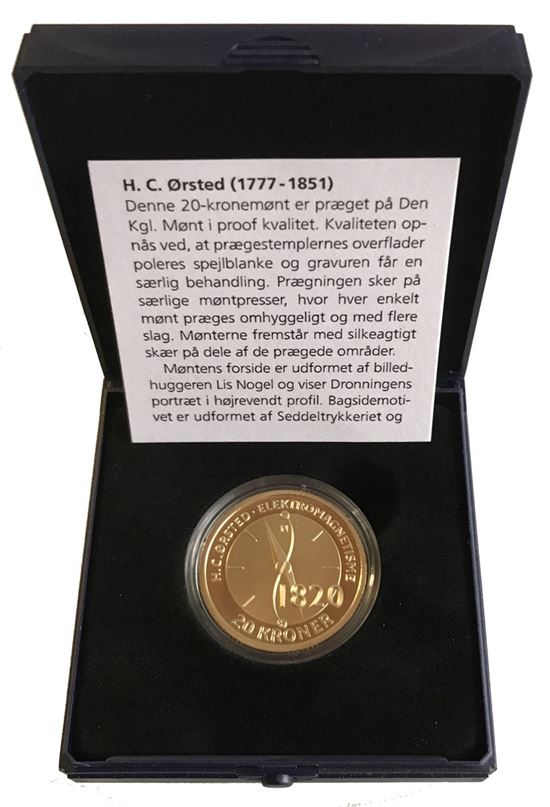 H. C. Ørsted (1777-1851)
Denne 20-kronemønt er præget på Den
Kgl. Mønt i proof kvalitet. Kvaliteten op-
nås ved, at prægestemplernes overflader
poleres spejlblanke og gravuren får en
særlig behandling. Prægningen sker på
særlige møntpresser, hvor hver enkelt
mønt præges omhyggeligt og med flere
slag. Mønterne fremstår med silkeagtigt
skær på dele af de prægede områder.
Møntens forside er udformet af billed-
huggeren Lis Nogel og viser Dronningens
portræt i højrevendt profil. Bagsidemoti-
vet er udformet af Seddeltrykkeriet og
H.C.ØRSTED·ELEKTROMAGNETISME
N
1820
S
20 KRONER